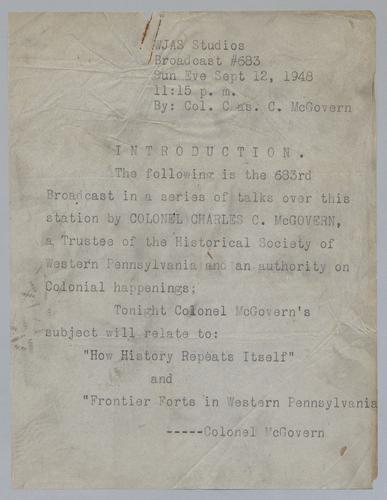 WJAS Studios
Broadcast #683
Sun Eve Sept 12, 1948
11:15 p. m.
By: Col. C as. C. McGovern
I N T R O D U C T I O N .
The following is the 683rd
Broadcast in a series of talks over this
station by COLONEL CHARLES C. McGOVERN,
a Trustee of the Historical Society of
Western Pennsylvania and an authority on
Colonial happenings;
Tonight Colonel McGovern's
subject will relate to:
"How History Repeats Itself"
and
"Frontier Forts in Western Pennsylvania
-----Colonel McGovern